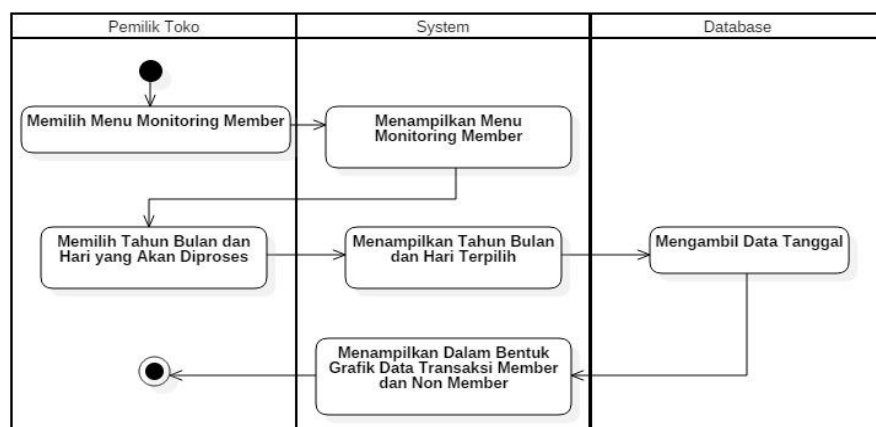 Pemilik Toko
System
Database
Memilih Menu Monitoring Member
Menampilkan Menu
Monitoring Member
Memilih Tahun Bulan dan
Hari yang Akan Diproses
Menampilkan Tahun Bulan
dan Hari Terpilih
Mengambil Data Tanggal
Menampilkan Dalam Bentuk
Grafik Data Transaksi Member
dan Non Member